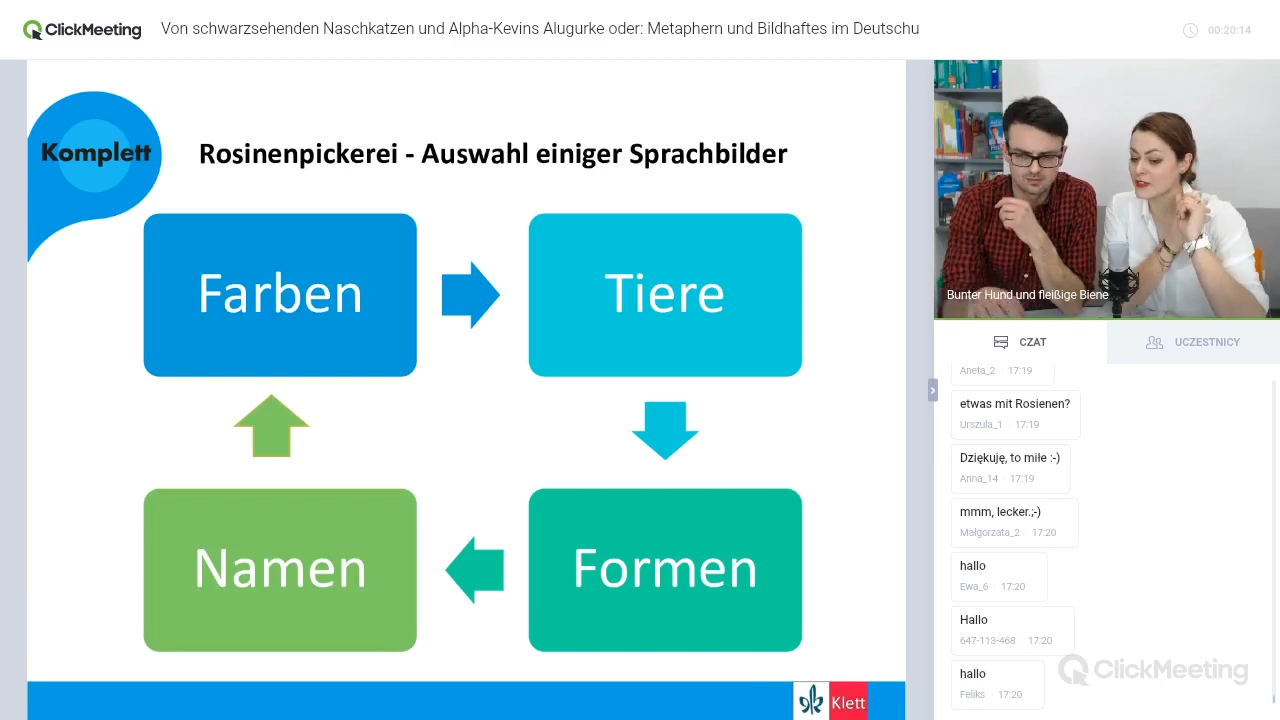 ClickMeeting
Von schwarzsehenden Naschkatzen und Alpha-Kevins Alugurke oder: Metaphern und Bildhaftes im Deutschu
00:20:14
Komplett
Rosinenpickerei - Auswahl einiger Sprachbilder
Farben
Tiere
Namen
Formen
Klett
Bunter Hund und fleißige Biene
CZAT
UCZESTNICY
Aneta_2 17:19
etwas mit Rosienen?
Urszula_1 17:19
Dziękuję, to miłe :-)
Anna_14 17:19
mmm, lecker.;-)
Małgorzata_2 17:20
hallo
Ewa_6 17:20
Hallo
647-113-468 17:20
hallo
Feliks 17:20
ClickMeeting